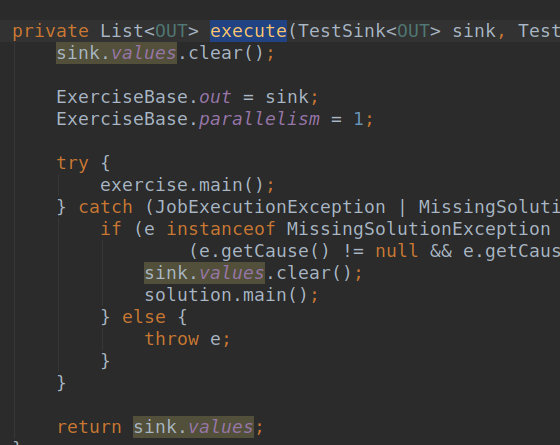 private List<OUT> execute(TestSink<OUT> sink, Test
sink.values.clear();
ExerciseBase.out = sink;
ExerciseBase.parallelism = 1;
try {
exercise.main();
} catch (JobExecutionException | MissingSoluti
if (e instanceof MissingSolutionException
(e.getCause() != null && e.getCaus
sink.values.clear();
solution.main();
} else {
throw e;
}
}
return sink.values;